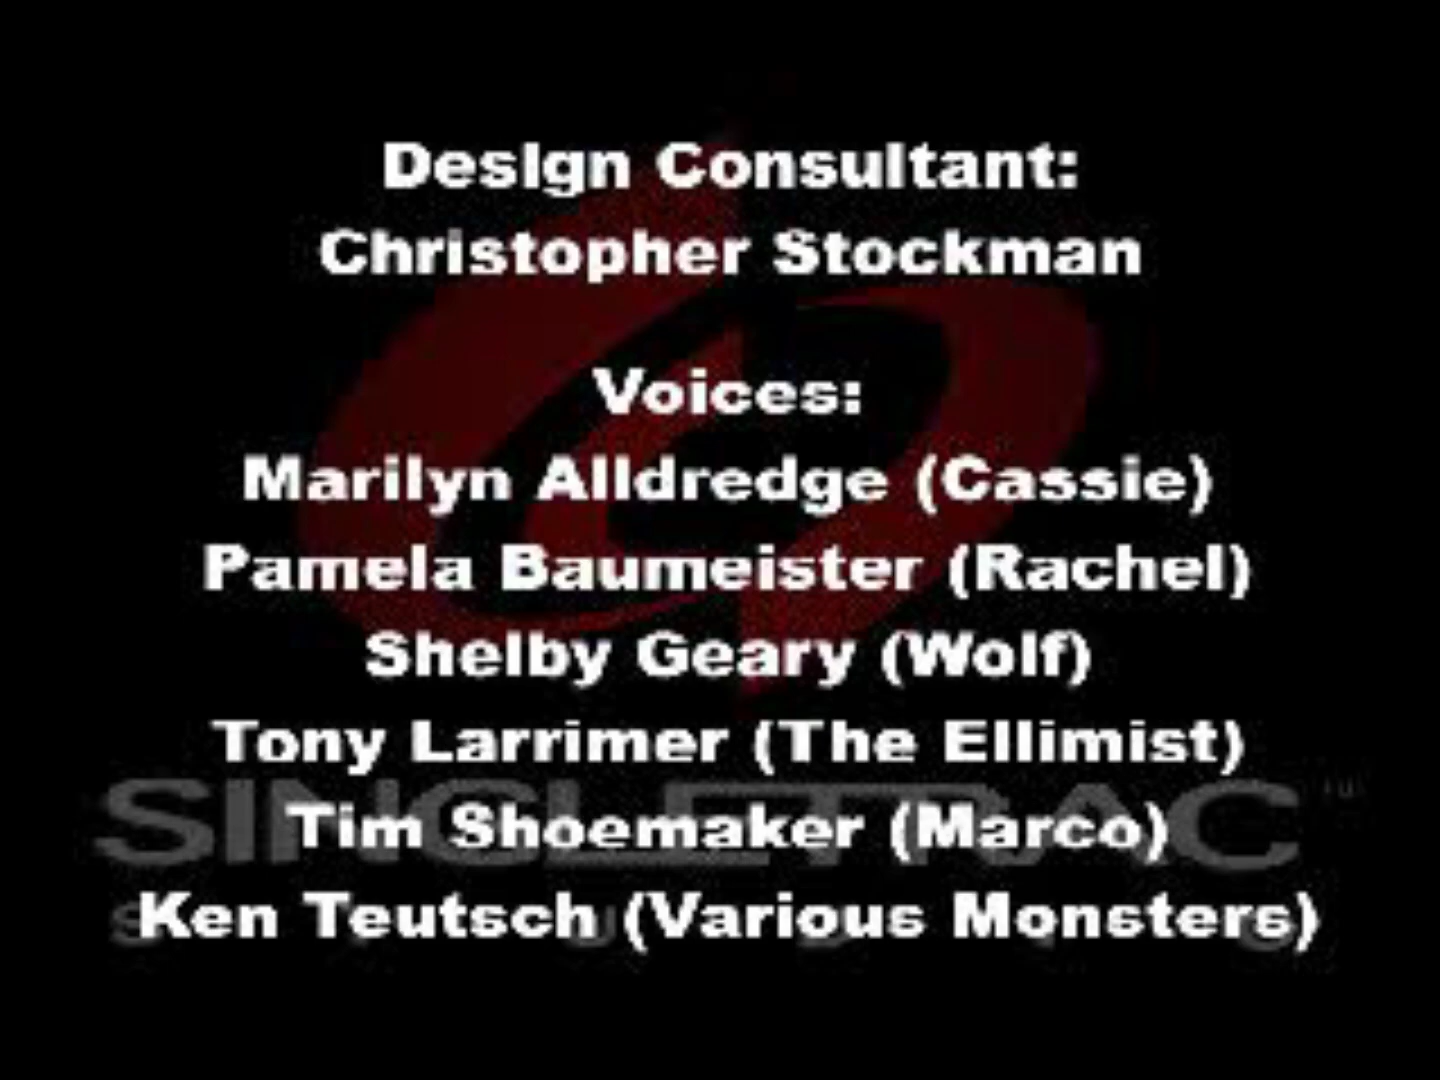 Design Consultant:
Christopher Stockman
Voices:
Marilyn Alldredge (Cassie)
Pamela Baumeister (Rachel)
Shelby Geary (Wolf)
Tony Larrimer (The Ellimist)
SINGLETRAC
Tim Shoemaker (Marco)
Ken Teutsch (Various Monsters)